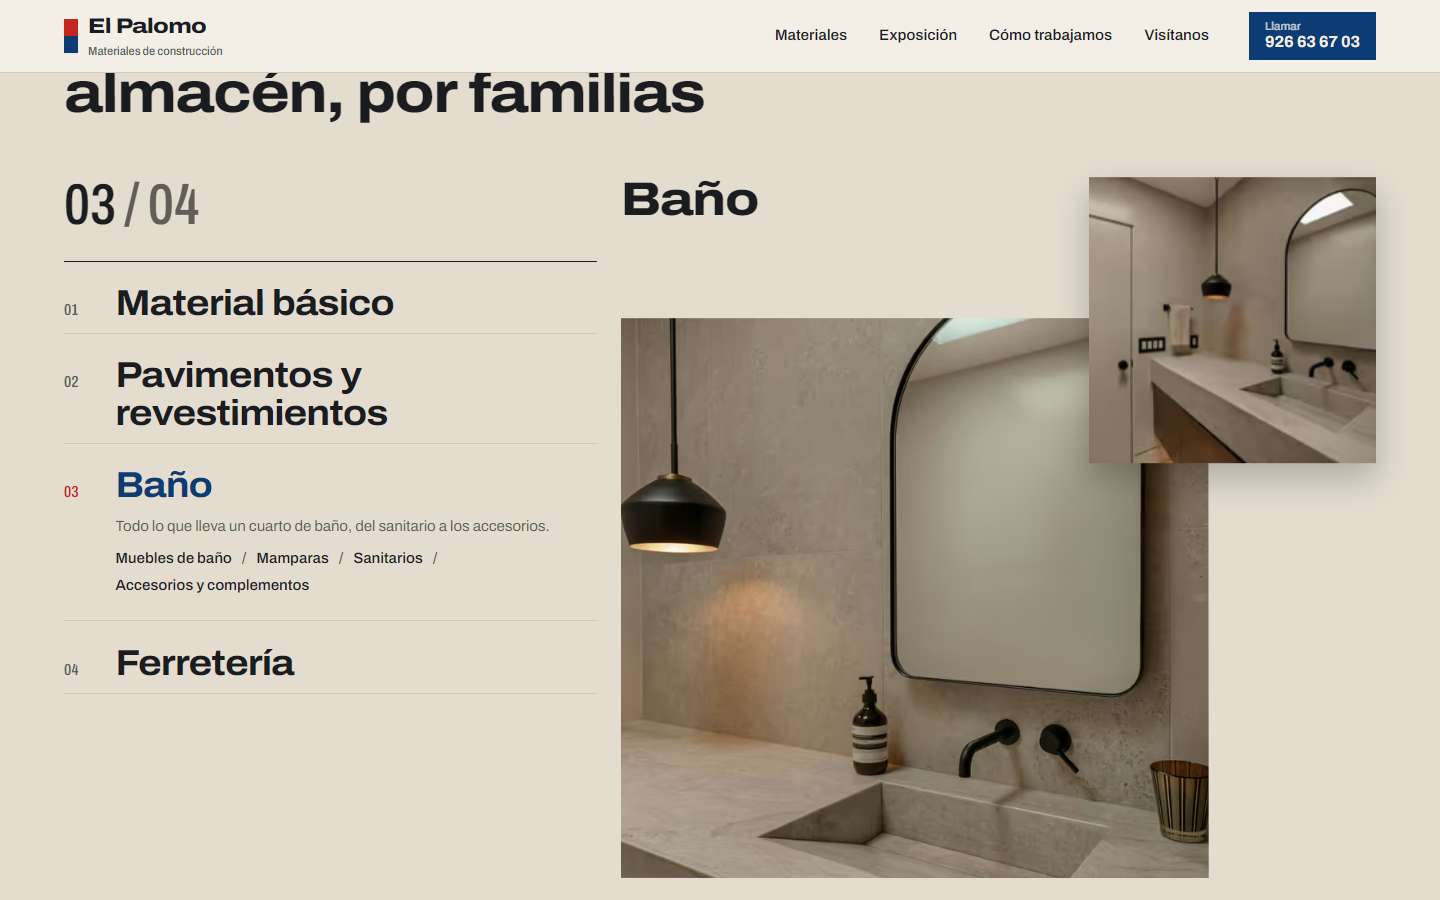 El Palomo
Materiales de construcción
Materiales
Exposición
Cómo trabajamos
Visítanos
Llamar
926 63 67 03
almacén, por familias
03 / 04
01 Material básico
02 Pavimentos y
revestimientos
03 Baño
Todo lo que lleva un cuarto de baño, del sanitario a los accesorios.
Muebles de baño / Mamparas / Sanitarios /
Accesorios y complementos
04 Ferretería
Baño